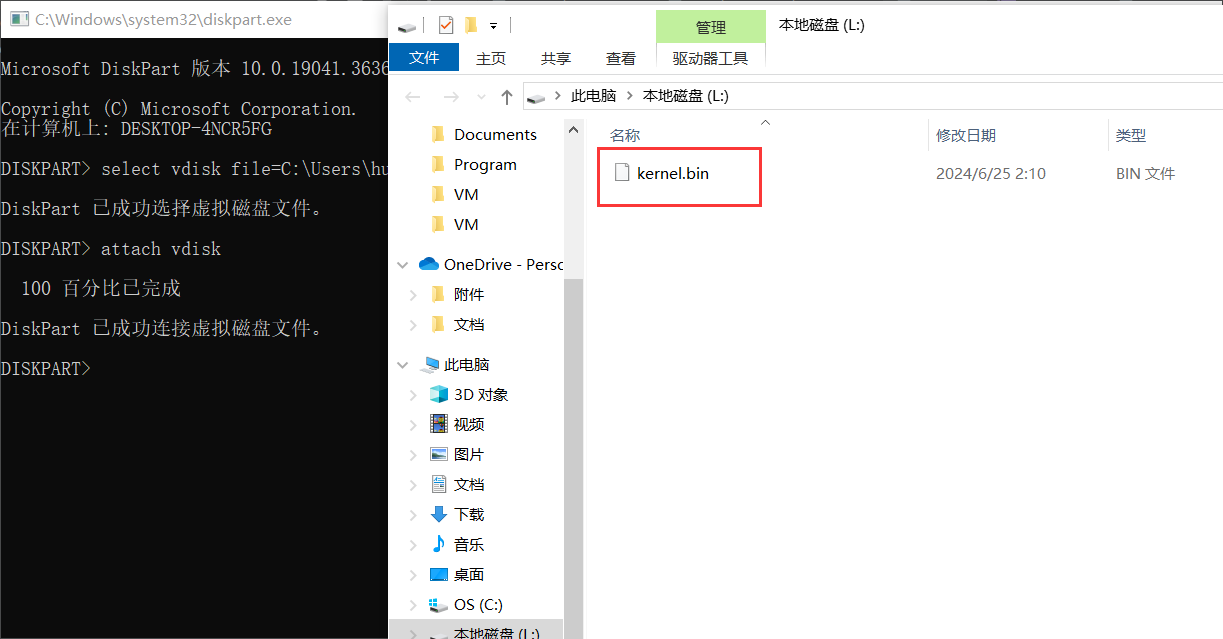 C:\Windows\system32\diskpart.exe
Microsoft DiskPart 版本 10.0.19041.3636
Copyright (C) Microsoft Corporation.
在计算机上: DESKTOP-4NCR5FG
DISKPART> select vdisk file=C:\Users\hu
DiskPart 已成功选择虚拟磁盘文件。
DISKPART> attach vdisk
100 百分比已完成
DiskPart 已成功连接虚拟磁盘文件。
DISKPART>
管理 本地磁盘 (L:)
文件 主页 共享 查看 驱动器工具
此电脑 本地磁盘 (L:)
Documents
Program
VM
VM
OneDrive - Perso
附件
文档
此电脑
3D 对象
视频
图片
文档
下载
音乐
桌面
OS (C:)
本地磁盘 (L:)
名称 修改日期 类型
kernel.bin 2024/6/25 2:10 BIN 文件